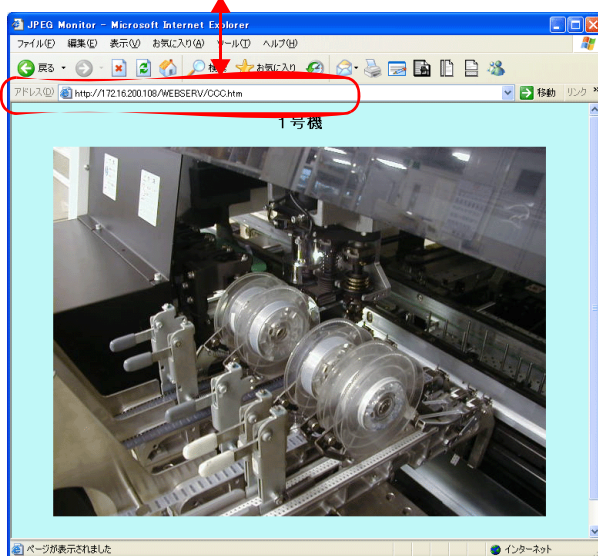 JPEG Monitor - Microsoft Internet Explorer
ファイル(F) 編集(E) 表示(V) お気に入り(A) ツール(T) ヘルプ(H)
戻る 検索 お気に入り
アドレス(D) http://172.16.200.108/WEBSERV/CCC.htm 移動 リンク
1号機
ページが表示されました インターネット